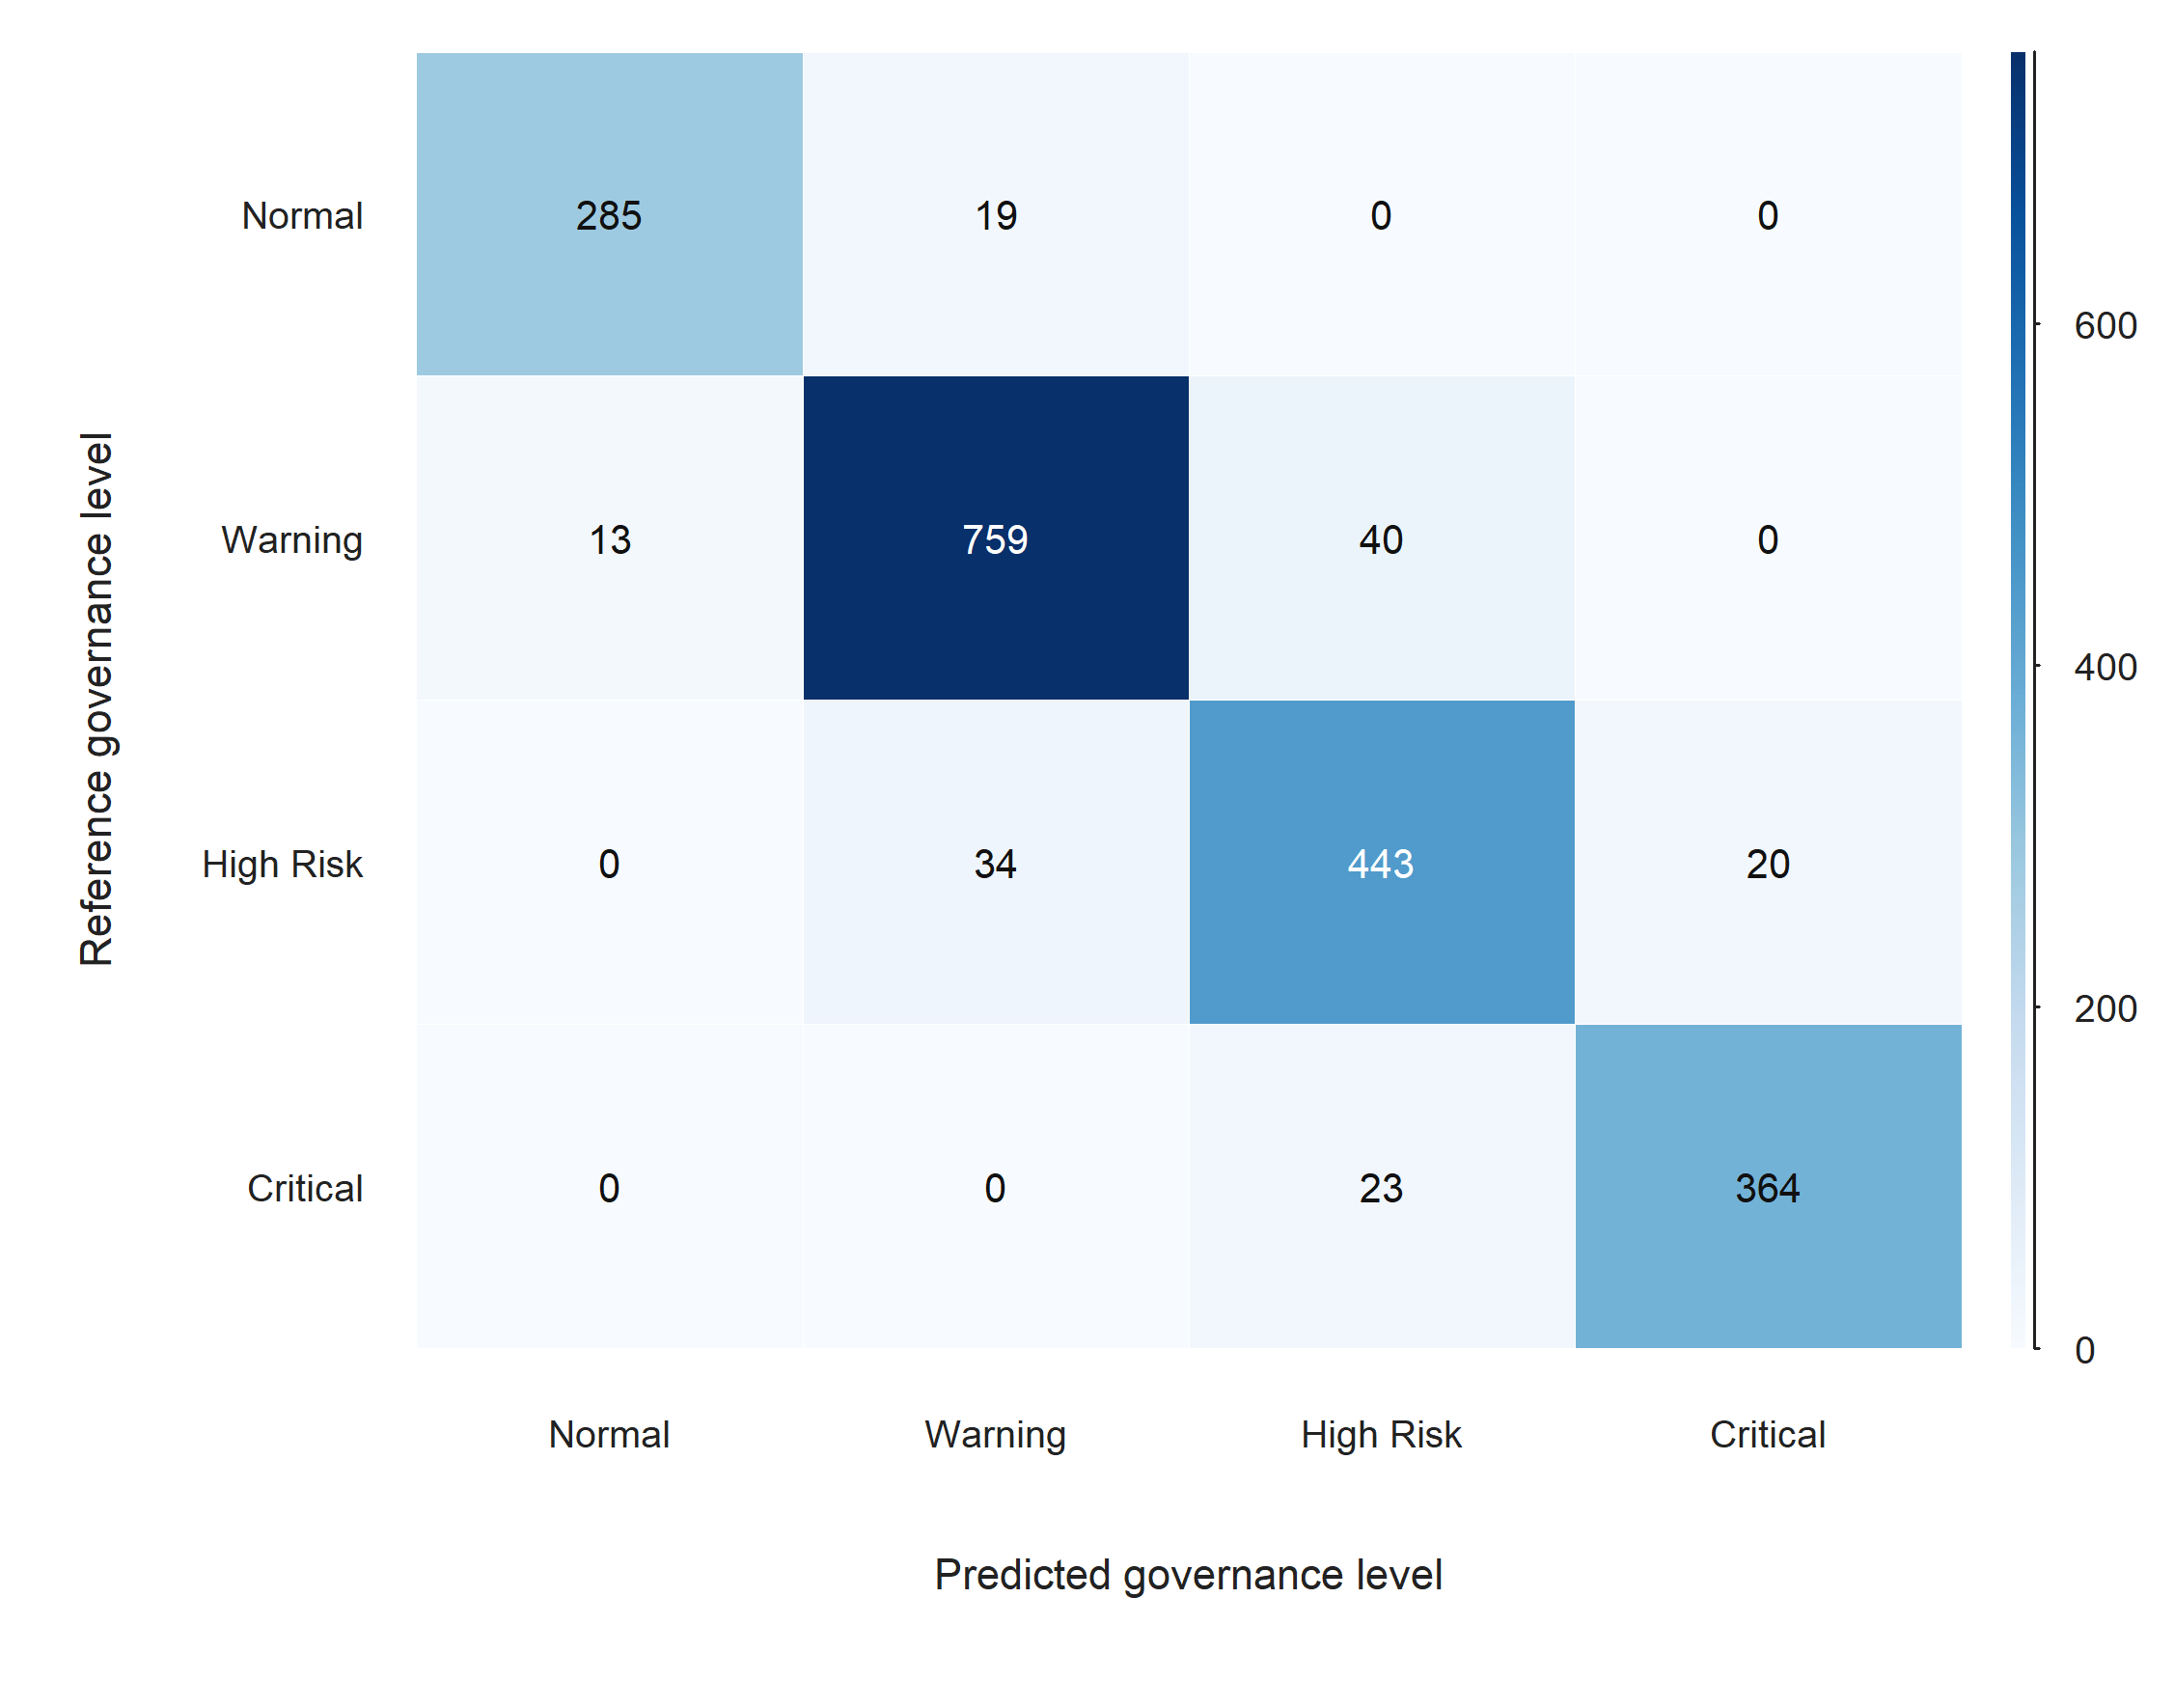 Reference governance level
Normal 285 19 0 0
Warning 13 759 40 0
High Risk 0 34 443 20
Critical 0 0 23 364
Normal Warning High Risk Critical
Predicted governance level
600
400
200
0